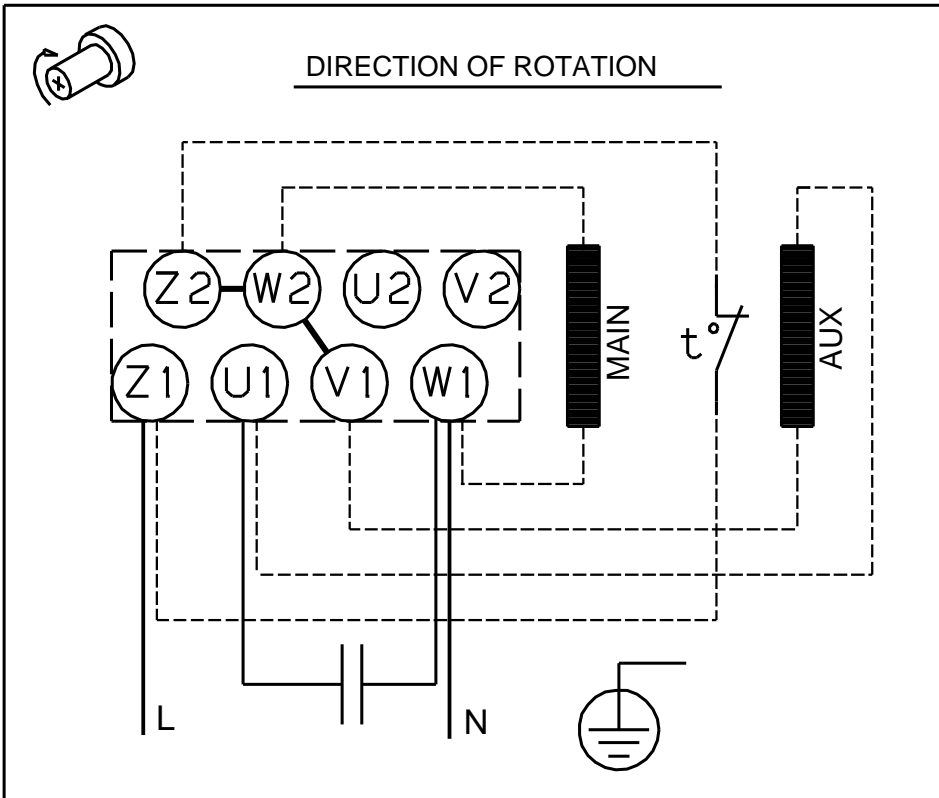 DIRECTION OF ROTATION
Z2 W2 U2 V2
Z1 U1 V1 W1
MAIN
t°
AUX
L
N